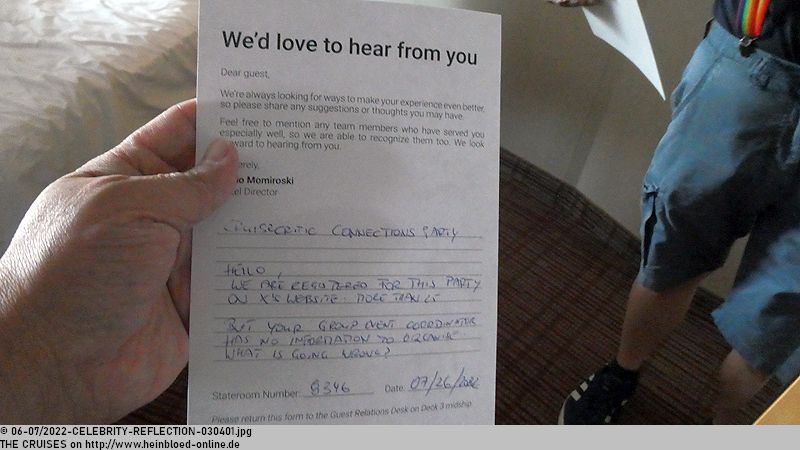 We'd love to hear from you
Dear guest,
We're always looking for ways to make your experience even better,
so please share any suggestions or thoughts you may have.
Feel free to mention any team members who have served you
especially well, so we are able to recognize them too. We look
ward to hearing from you.
erely,
o Momiroski
el Director
CRUISECRITIC CONNECTIONS PARTY
HELLO,
WE ARE REGISTERED FOR THIS PARTY
ON X'S WEBSITE. MORE THAN 25
BUT YOUR GROUP EVENT COORDINATOR
HAS NO INFORMATION TO ORGANISE.
WHAT IS GOING WRONG?
Stateroom Number: 8346 Date: 07/26/2022
Please return this form to the Guest Relations Desk on Deck 3 midship.
© 06-07/2022-CELEBRITY-REFLECTION-030401.jpg
THE CRUISES on http://www.heinbloed-online.de